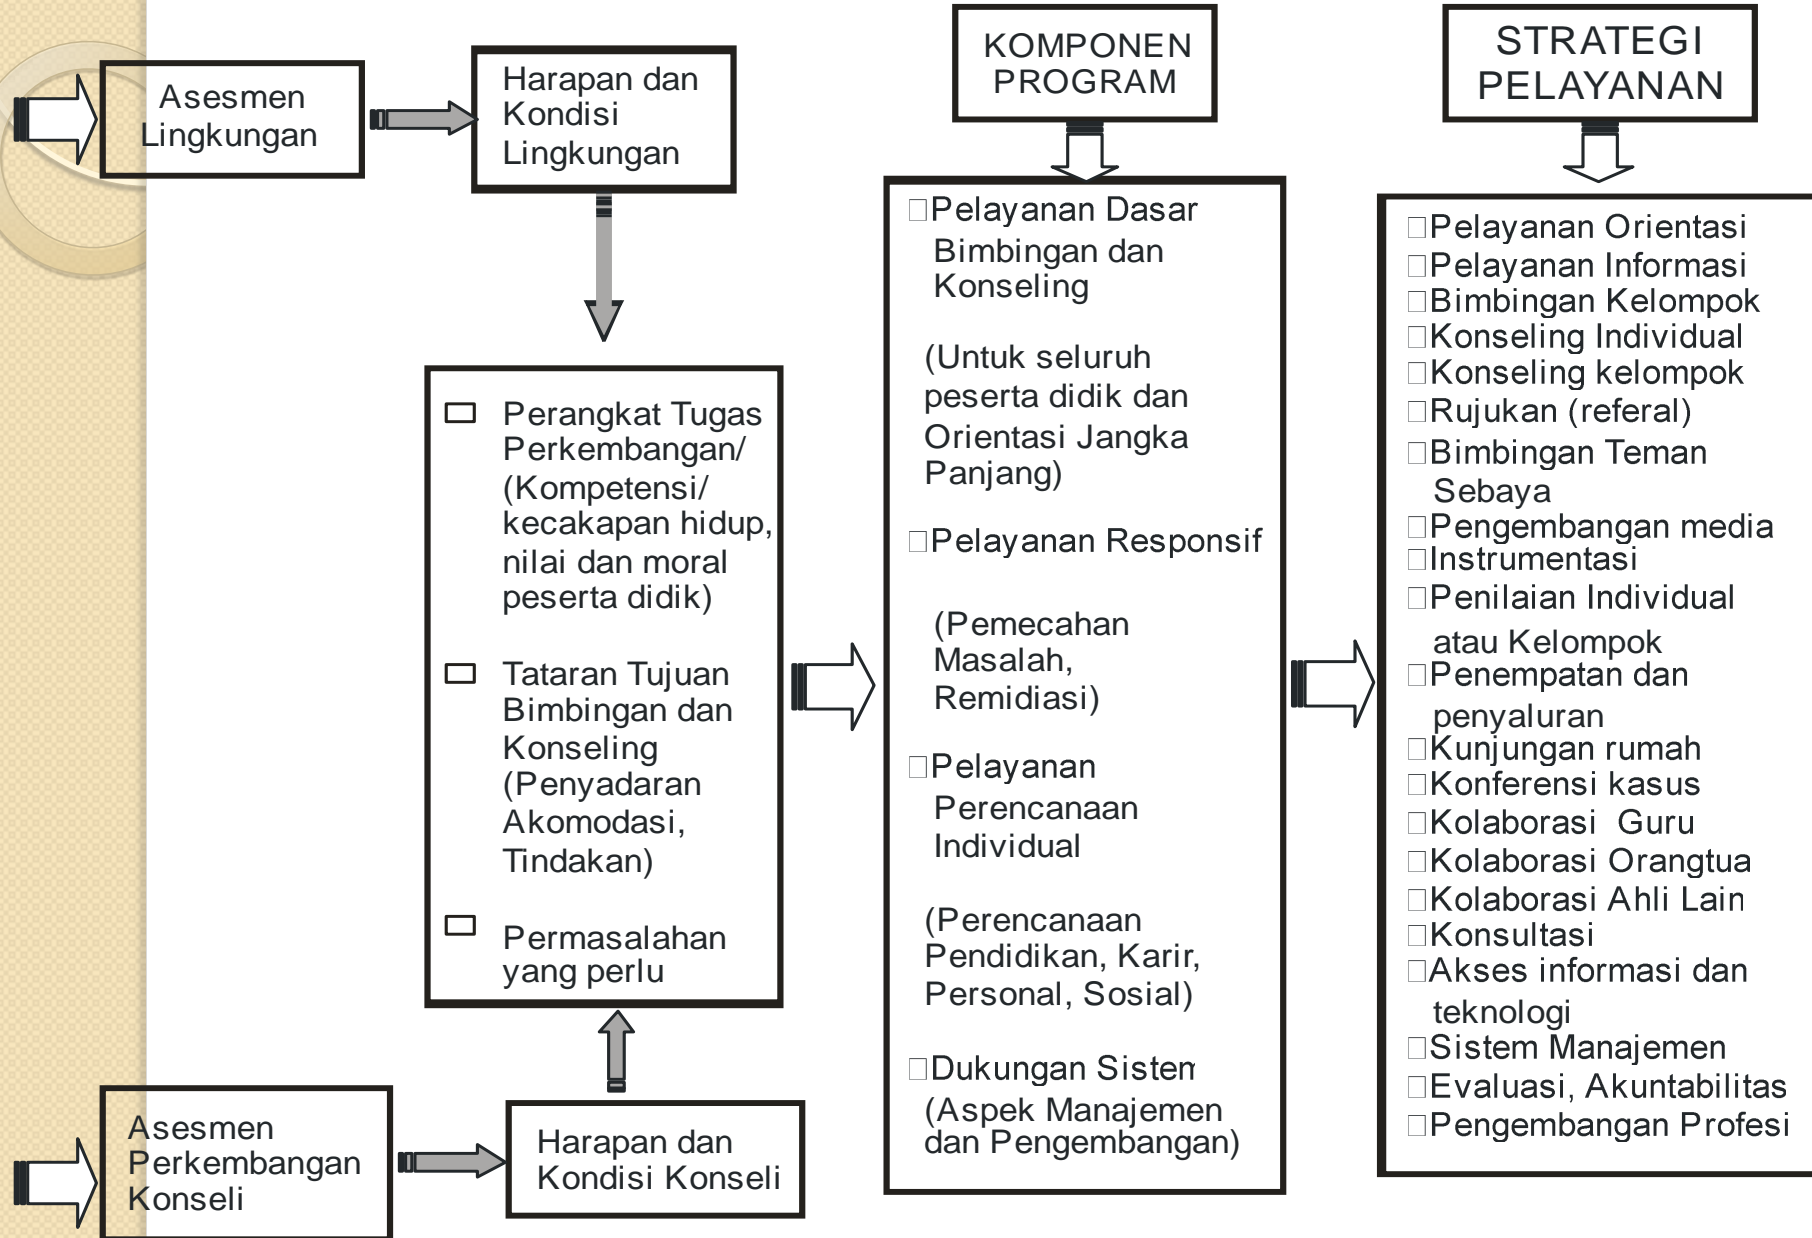 Asesmen
Lingkungan
Harapan dan
Kondisi
Lingkungan
Perangkat Tugas
Perkembangan/
(Kompetensi/
kecakapan hidup,
nilai dan moral
peserta didik)
Tataran Tujuan
Bimbingan dan
Konseling
(Penyadaran
Akomodasi,
Tindakan)
Permasalahan
yang perlu
Asesmen
Perkembangan
Konseli
Harapan dan
Kondisi Konseli
KOMPONEN
PROGRAM
Pelayanan Dasar
Bimbingan dan
Konseling
(Untuk seluruh
peserta didik dan
Orientasi Jangka
Panjang)
Pelayanan Responsif
(Pemecahan
Masalah,
Remidiasi)
Pelayanan
Perencanaan
Individual
(Perencanaan
Pendidikan, Karir,
Personal, Sosial)
Dukungan Sistem
(Aspek Manajemen
dan Pengembangan)
STRATEGI
PELAYANAN
Pelayanan Orientasi
Pelayanan Informasi
Bimbingan Kelompok
Konseling Individual
Konseling kelompok
Rujukan (referal)
Bimbingan Teman
Sebaya
Pengembangan media
Instrumentasi
Penilaian Individual
atau Kelompok
Penempatan dan
penyaluran
Kunjungan rumah
Konferensi kasus
Kolaborasi Guru
Kolaborasi Orangtua
Kolaborasi Ahli Lain
Konsultasi
Akses informasi dan
teknologi
Sistem Manajemen
Evaluasi, Akuntabilitas
Pengembangan Profesi